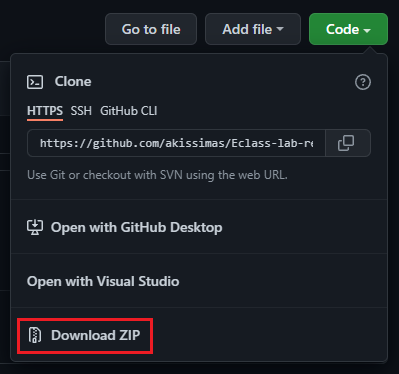 Go to file Add file Code
Clone
HTTPS SSH GitHub CLI
https://github.com/akissimas/Eclass-lab-re
Use Git or checkout with SVN using the web URL.
Open with GitHub Desktop
Open with Visual Studio
Download ZIP